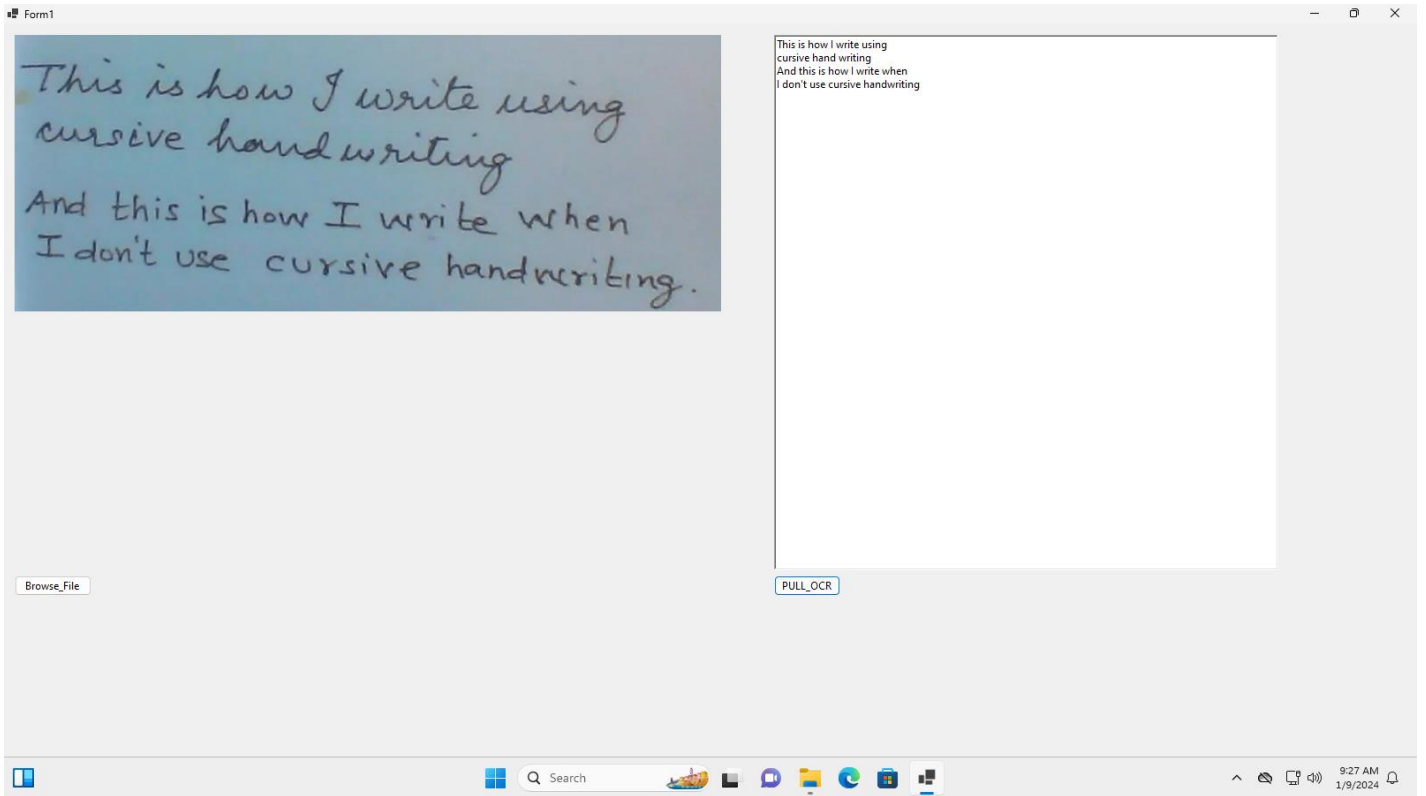 Form1
This is how I write using
cursive handwriting
And this is how I write when
I don't use cursive handwriting.
This is how I write using
cursive hand writing
And this is how I write when
I don't use cursive handwriting
Browse_File
PULL_OCR
Search
9:27 AM
1/9/2024